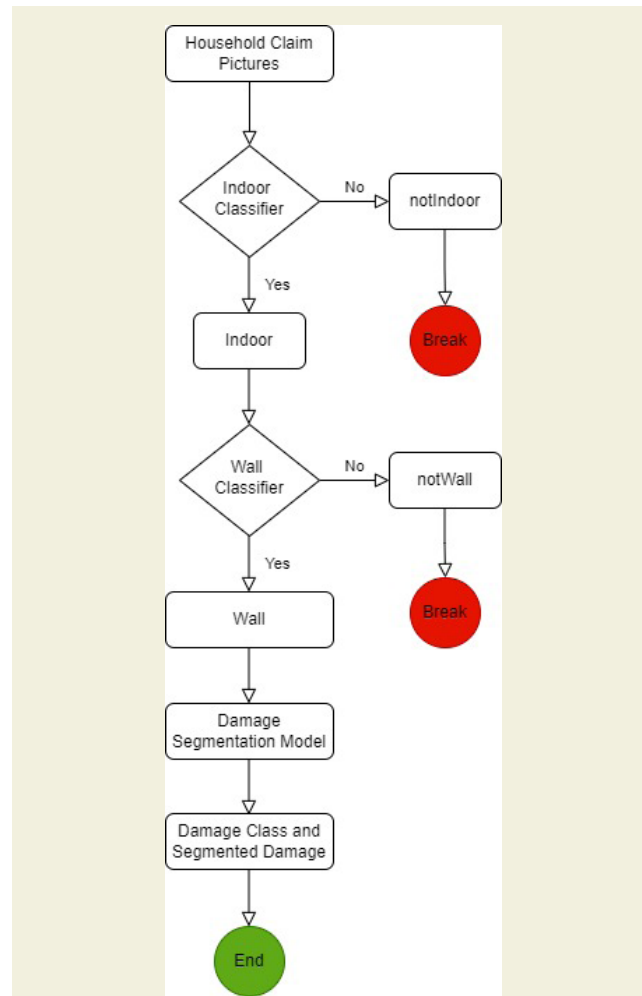 Household Claim
Pictures
Indoor
Classifier
No
notIndoor
Yes
Break
Indoor
Wall
Classifier
No
notWall
Yes
Break
Wall
Damage
Segmentation Model
Damage Class and
Segmented Damage
End